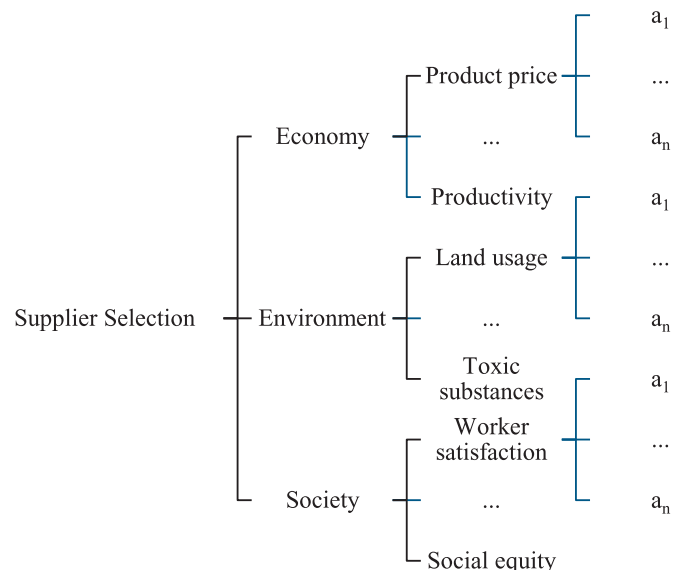 a₁
Product price ...
Economy ... aₙ
Productivity a₁
Land usage ...
Supplier Selection Environment ... aₙ
Toxic
substances a₁
Worker
satisfaction ...
Society ... aₙ
Social equity